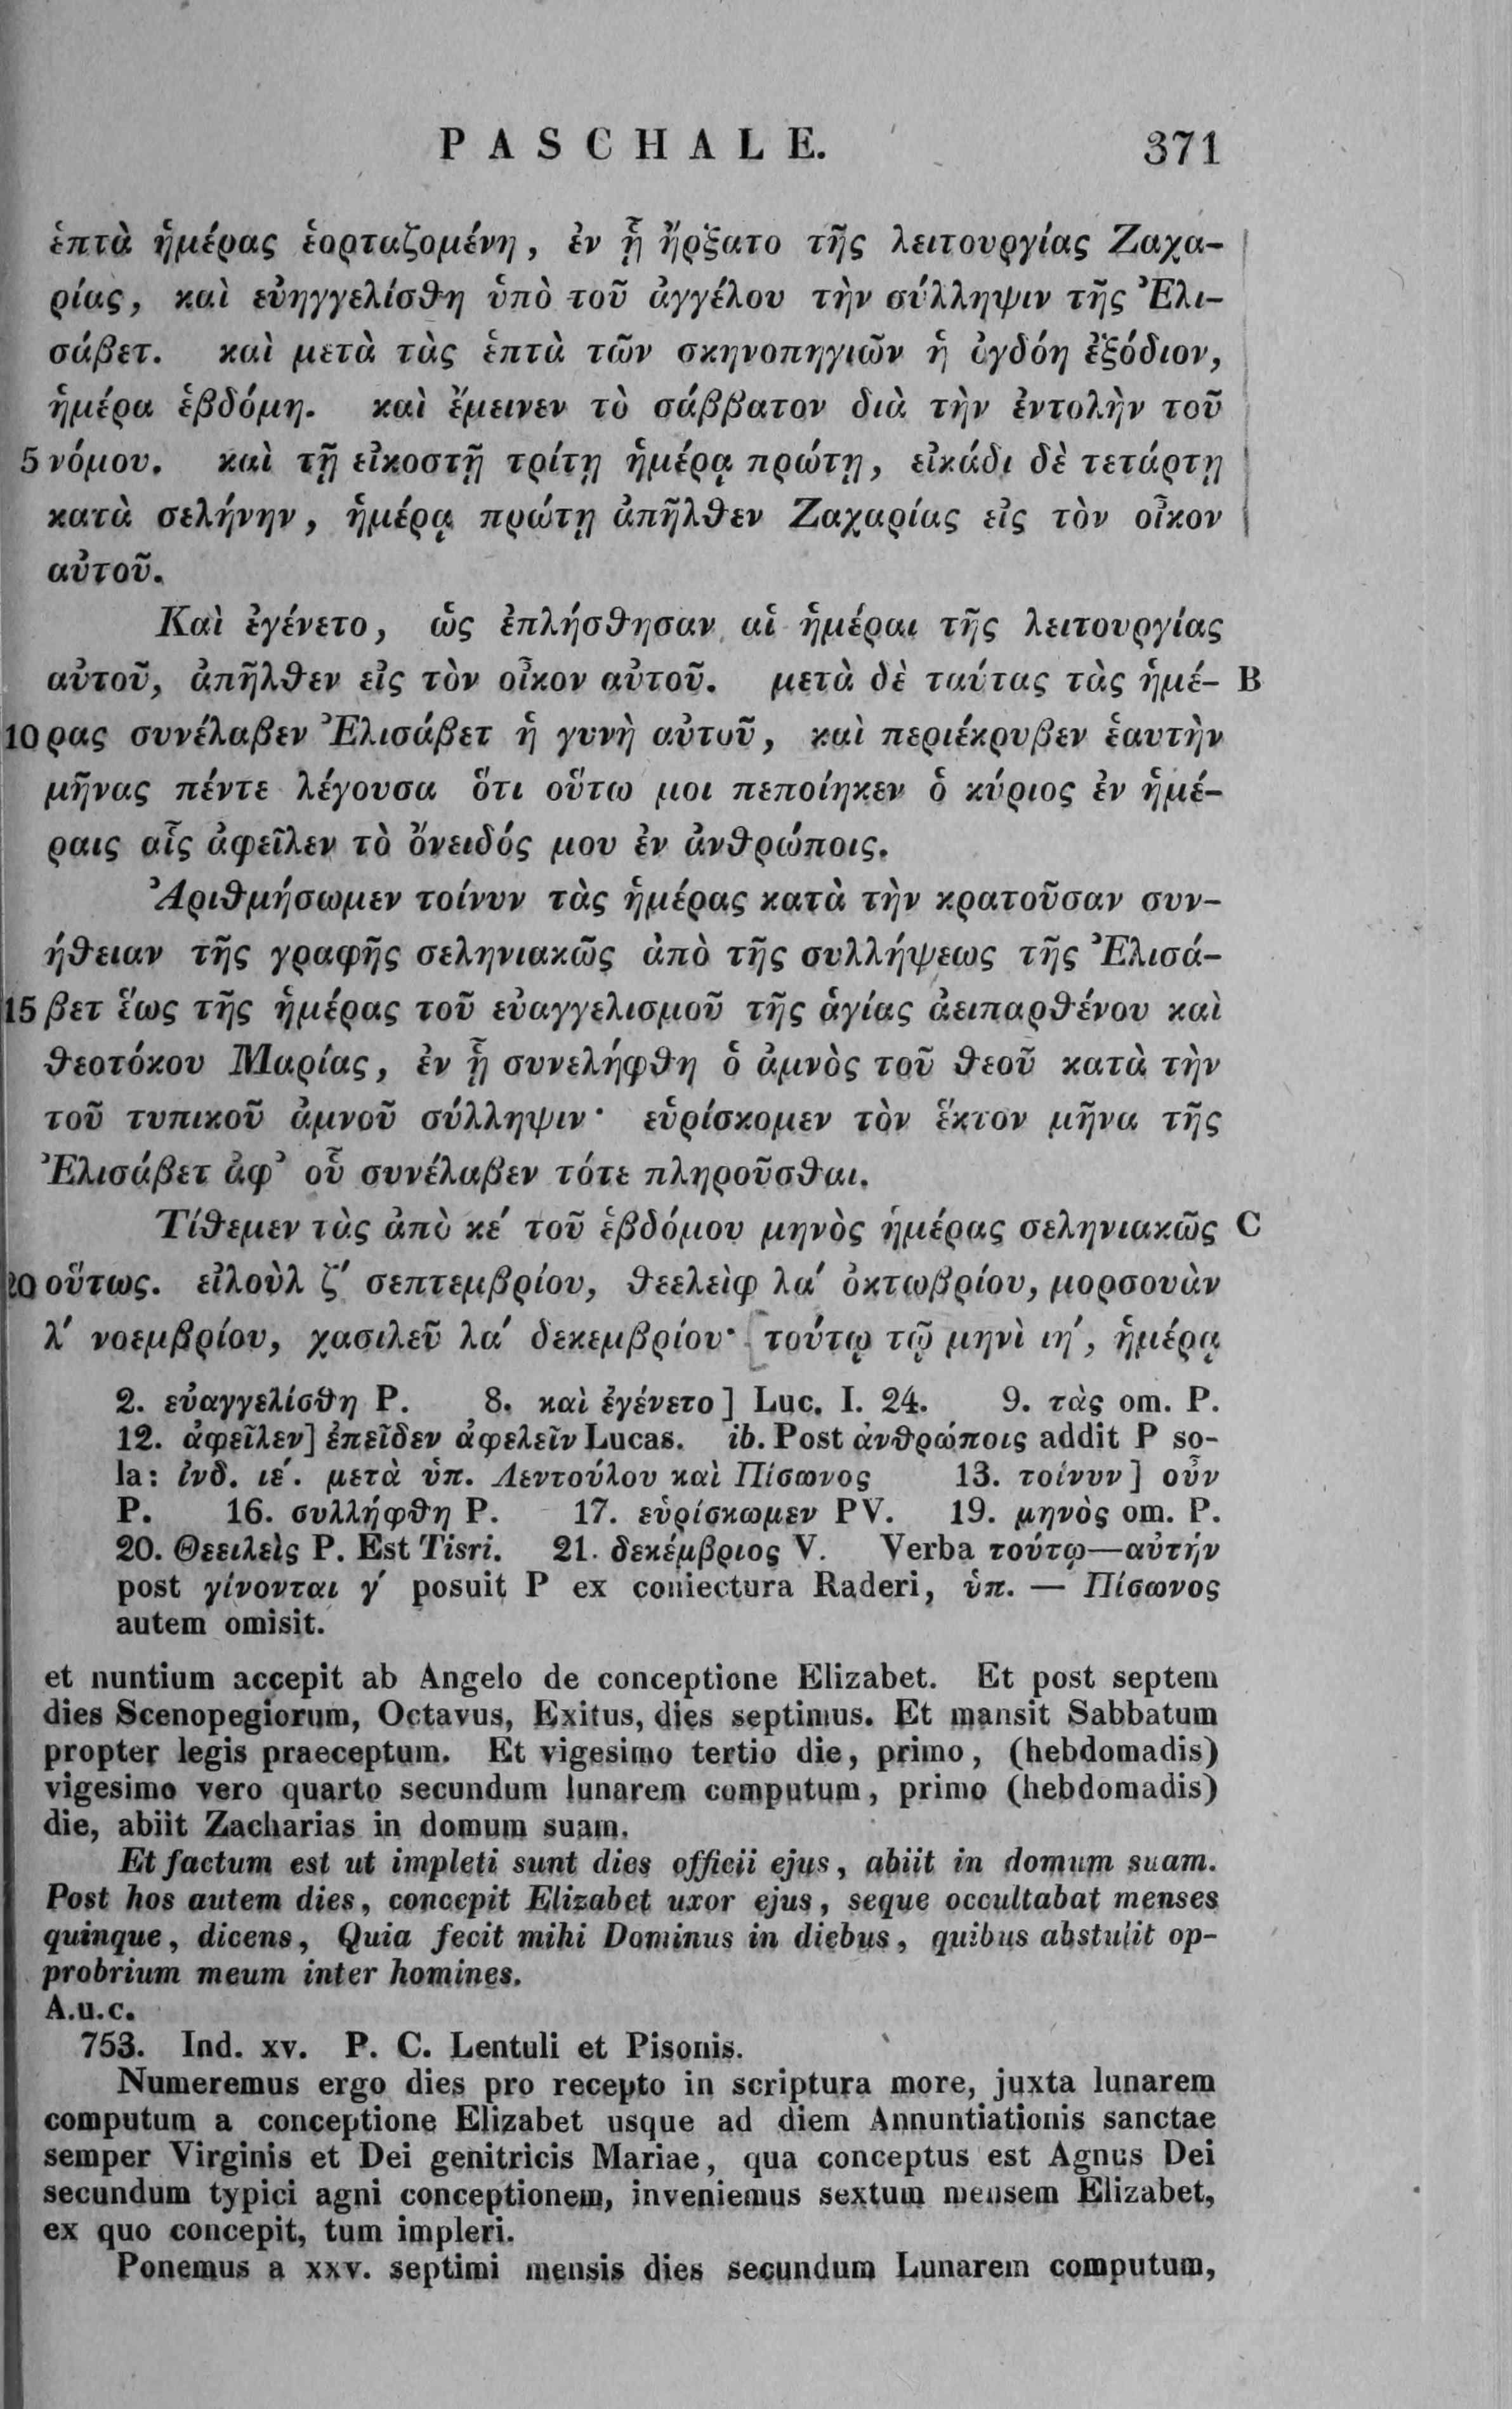 PASCHALE. 371
ἑπτὰ ἡμέρας ἑορταζομένη, ἐν ᾗ ἤρξατο τῆς λειτουργίας Ζαχα-
ρίας, καὶ εὐηγγελίσθη ὑπὸ τοῦ ἀγγέλου τὴν σύλληψιν τῆς Ἐλι-
σάβετ. καὶ μετὰ τὰς ἑπτὰ τῶν σκηνοπηγιῶν ἡ ὀγδόη ἐξόδιον,
ἡμέρα ἑβδόμη. καὶ ἔμεινεν τὸ σάββατον διὰ τὴν ἐντολὴν τοῦ
5 νόμου. καὶ τῇ εἰκοστῇ τρίτῃ ἡμέρᾳ πρώτῃ, εἰκάδι δὲ τετάρτῃ
κατὰ σελήνην, ἡμέρᾳ πρώτῃ ἀπῆλθεν Ζαχαρίας εἰς τὸν οἶκον
αὐτοῦ.
Καὶ ἐγένετο, ὡς ἐπλήσθησαν αἱ ἡμέραι τῆς λειτουργίας
αὐτοῦ, ἀπῆλθεν εἰς τὸν οἶκον αὐτοῦ. μετὰ δὲ ταύτας τὰς ἡμέ- B
10 ρας συνέλαβεν Ἐλισάβετ ἡ γυνὴ αὐτοῦ, καὶ περιέκρυβεν ἑαυτὴν
μῆνας πέντε λέγουσα ὅτι οὕτω μοι πεποίηκεν ὁ κύριος ἐν ἡμέ-
ραις αἷς ἀφεῖλεν τὸ ὄνειδός μου ἐν ἀνθρώποις.
Ἀριθμήσωμεν τοίνυν τὰς ἡμέρας κατὰ τὴν κρατοῦσαν συν-
ήθειαν τῆς γραφῆς σεληνιακῶς ἀπὸ τῆς συλλήψεως τῆς Ἐλισά-
15 βετ ἕως τῆς ἡμέρας τοῦ εὐαγγελισμοῦ τῆς ἁγίας ἀειπαρθένου καὶ
θεοτόκου Μαρίας, ἐν ᾗ συνελήφθη ὁ ἀμνὸς τοῦ θεοῦ κατὰ τὴν
τοῦ τυπικοῦ ἀμνοῦ σύλληψιν· εὑρίσκομεν τὸν ἕκτον μῆνα τῆς
Ἐλισάβετ ἀφ’ οὗ συνέλαβεν τότε πληροῦσθαι.
Τίθεμεν τὰς ἀπὸ κέ τοῦ ἑβδόμου μηνὸς ἡμέρας σεληνιακῶς C
20 οὕτως. εἰλοὺλ ζ′ σεπτεμβρίου, θεελεὶφ λα′ ὀκτωβρίου, μορσουὰν
λ′ νοεμβρίου, χασιλεῦ λα′ δεκεμβρίου· [τούτῳ τῷ μηνὶ ιη′, ἡμέρᾳ
2. εὐαγγελίσθη P. 8. καὶ ἐγένετο] Luc. I. 24. 9. τὰς om. P.
12. ἀφεῖλεν] ἐπεῖδεν ἀφελεῖν Lucas. ib. Post ἀνθρώποις addit P so-
la: ἰνδ. ιε′. μετὰ ὑπ. Λεντούλου καὶ Πίσωνος 13. τοίνυν] οὖν
P. 16. συλλήφθη P. 17. εὑρίσκωμεν PV. 19. μηνὸς om. P.
20. Θεειλεὶς P. Est Tisri. 21. δεκέμβριος V. Verba τούτῳ—αὐτήν
post γίνονται γ′ posuit P ex coniectura Raderi, ὑπ. — Πίσωνος
autem omisit.
et nuntium accepit ab Angelo de conceptione Elizabet. Et post septem
dies Scenopegiorum, Octavus, Exitus, dies septimus. Et mansit Sabbatum
propter legis praeceptum. Et vigesimo tertio die, primo, (hebdomadis)
vigesimo vero quarto secundum lunarem computum, primo (hebdomadis)
die, abiit Zacharias in domum suam.
Et factum est ut impleti sunt dies officii ejus, abiit in domum suam.
Post hos autem dies, concepit Elizabet uxor ejus, seque occultabat menses
quinque, dicens, Quia fecit mihi Dominus in diebus, quibus abstulit op-
probrium meum inter homines.
A.u.c.
753. Ind. xv. P. C. Lentuli et Pisonis.
Numeremus ergo dies pro recepto in scriptura more, juxta lunarem
computum a conceptione Elizabet usque ad diem Annuntiationis sanctae
semper Virginis et Dei genitricis Mariae, qua conceptus est Agnus Dei
secundum typici agni conceptionem, inveniemus sextum mensem Elizabet,
ex quo concepit, tum impleri.
Ponemus a xxv. septimi mensis dies secundum Lunarem computum,